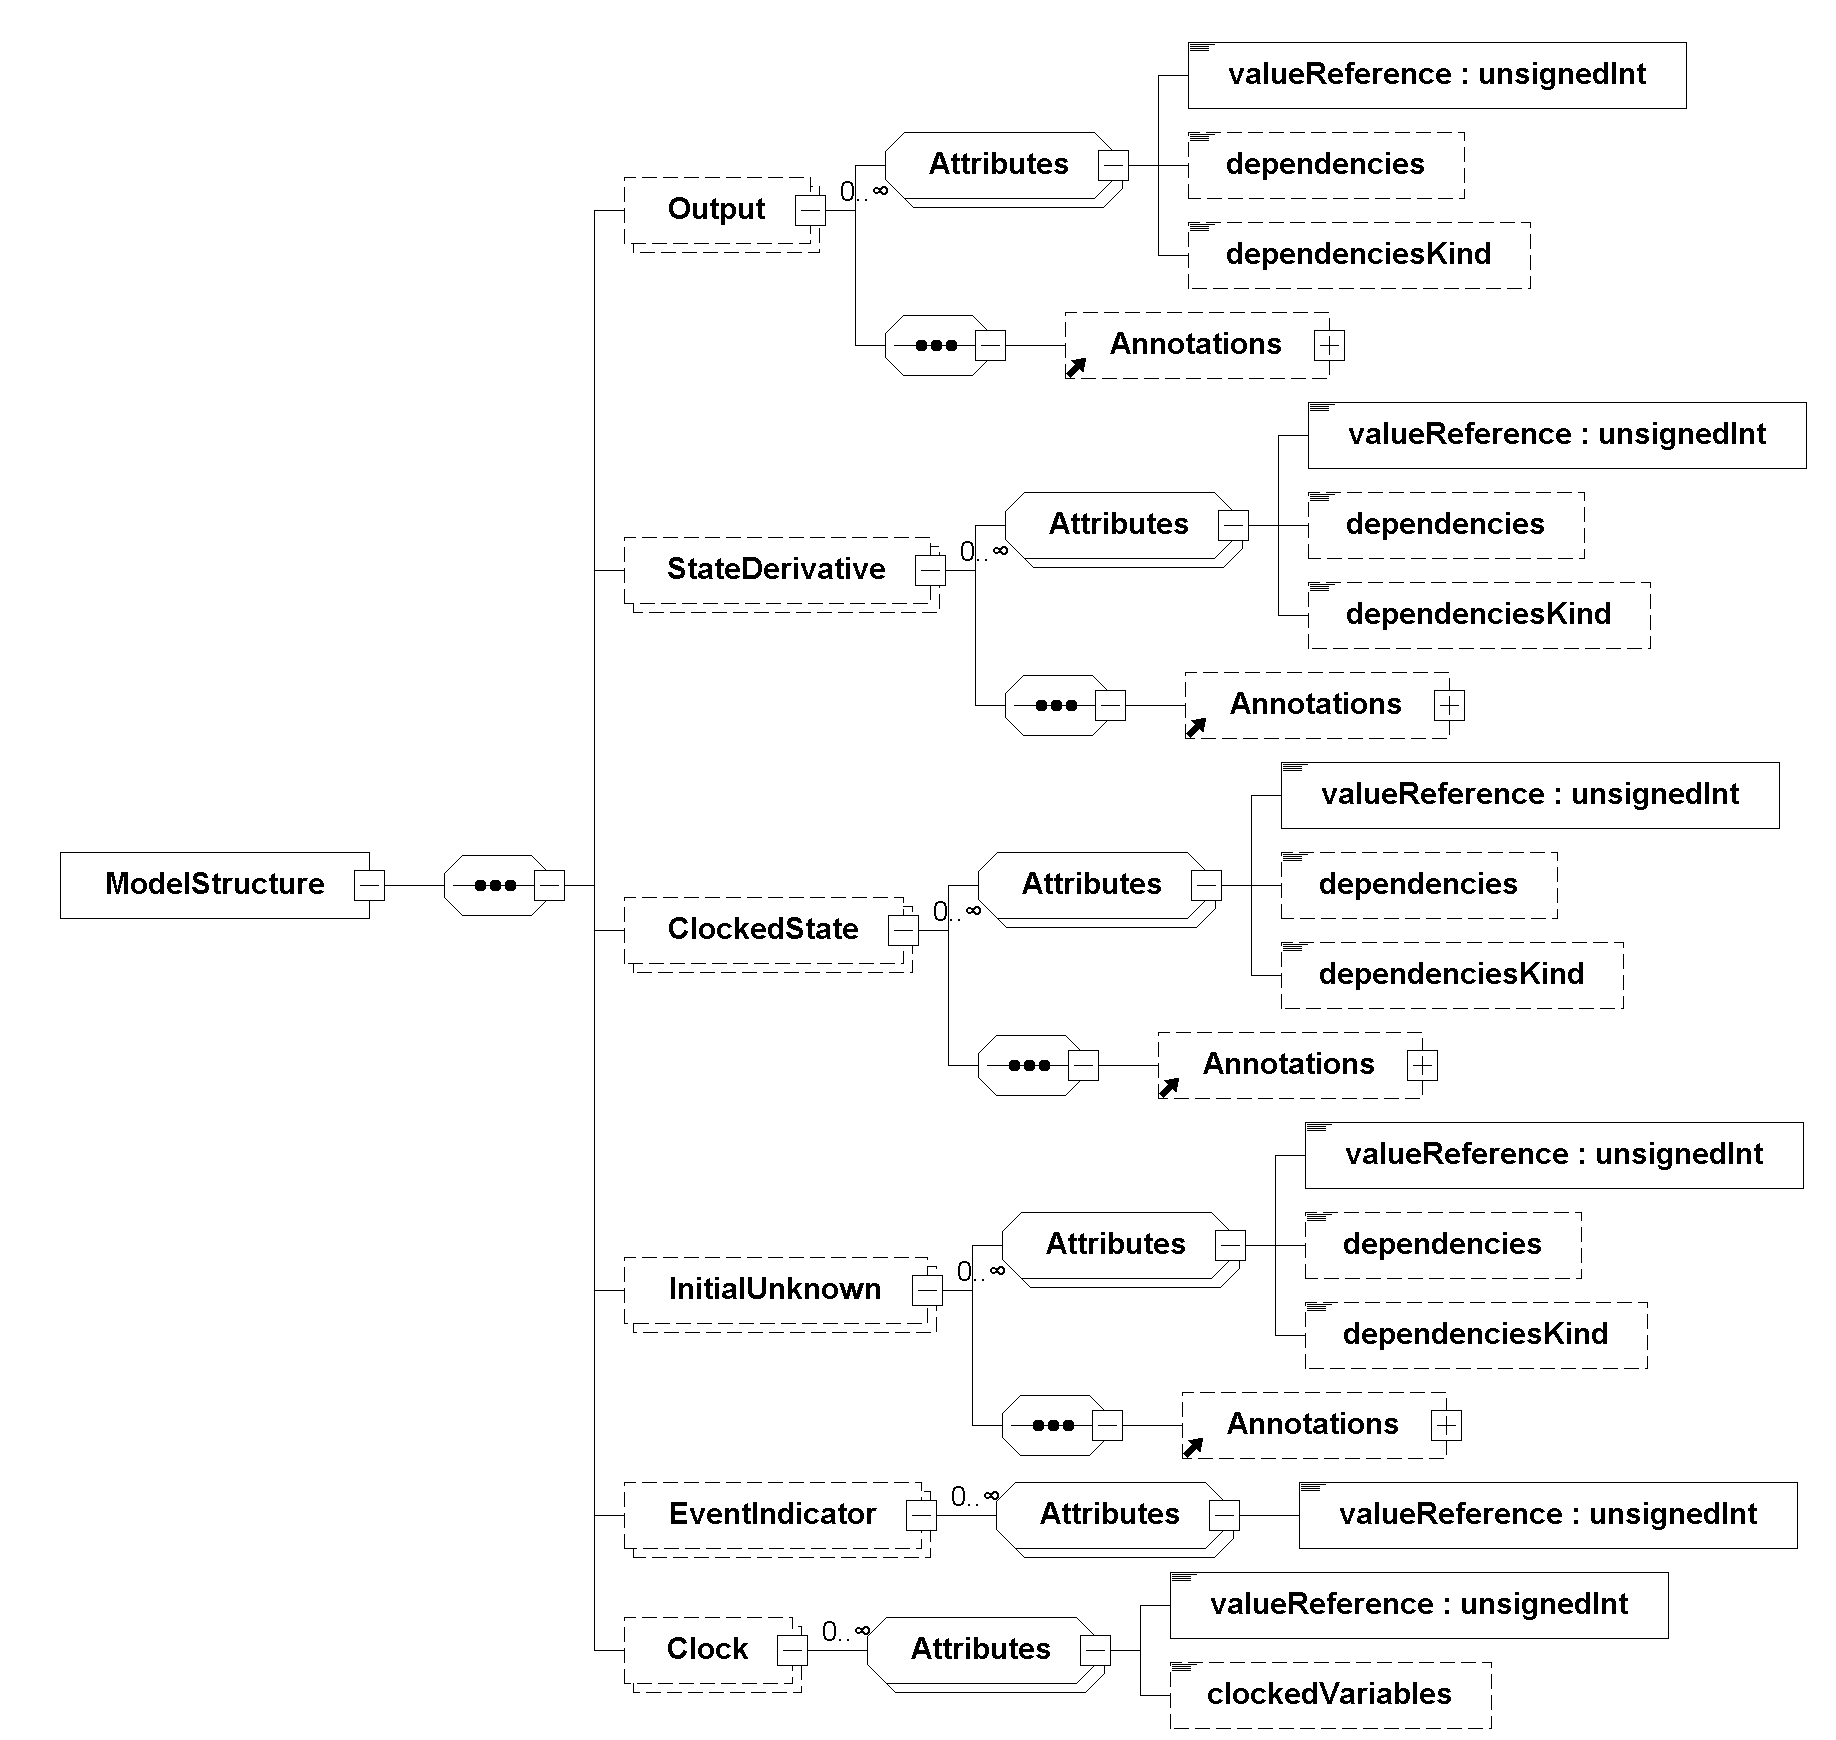 valueReference : unsignedInt
Attributes
dependencies
0..∞
Output
dependenciesKind
Annotations
valueReference : unsignedInt
Attributes
dependencies
0..∞
StateDerivative
dependenciesKind
Annotations
valueReference : unsignedInt
ModelStructure
Attributes
dependencies
0..∞
ClockedState
dependenciesKind
Annotations
valueReference : unsignedInt
Attributes
dependencies
0..∞
InitialUnknown
dependenciesKind
Annotations
0..∞
EventIndicator
Attributes
valueReference : unsignedInt
valueReference : unsignedInt
0..∞
Clock
Attributes
clockedVariables